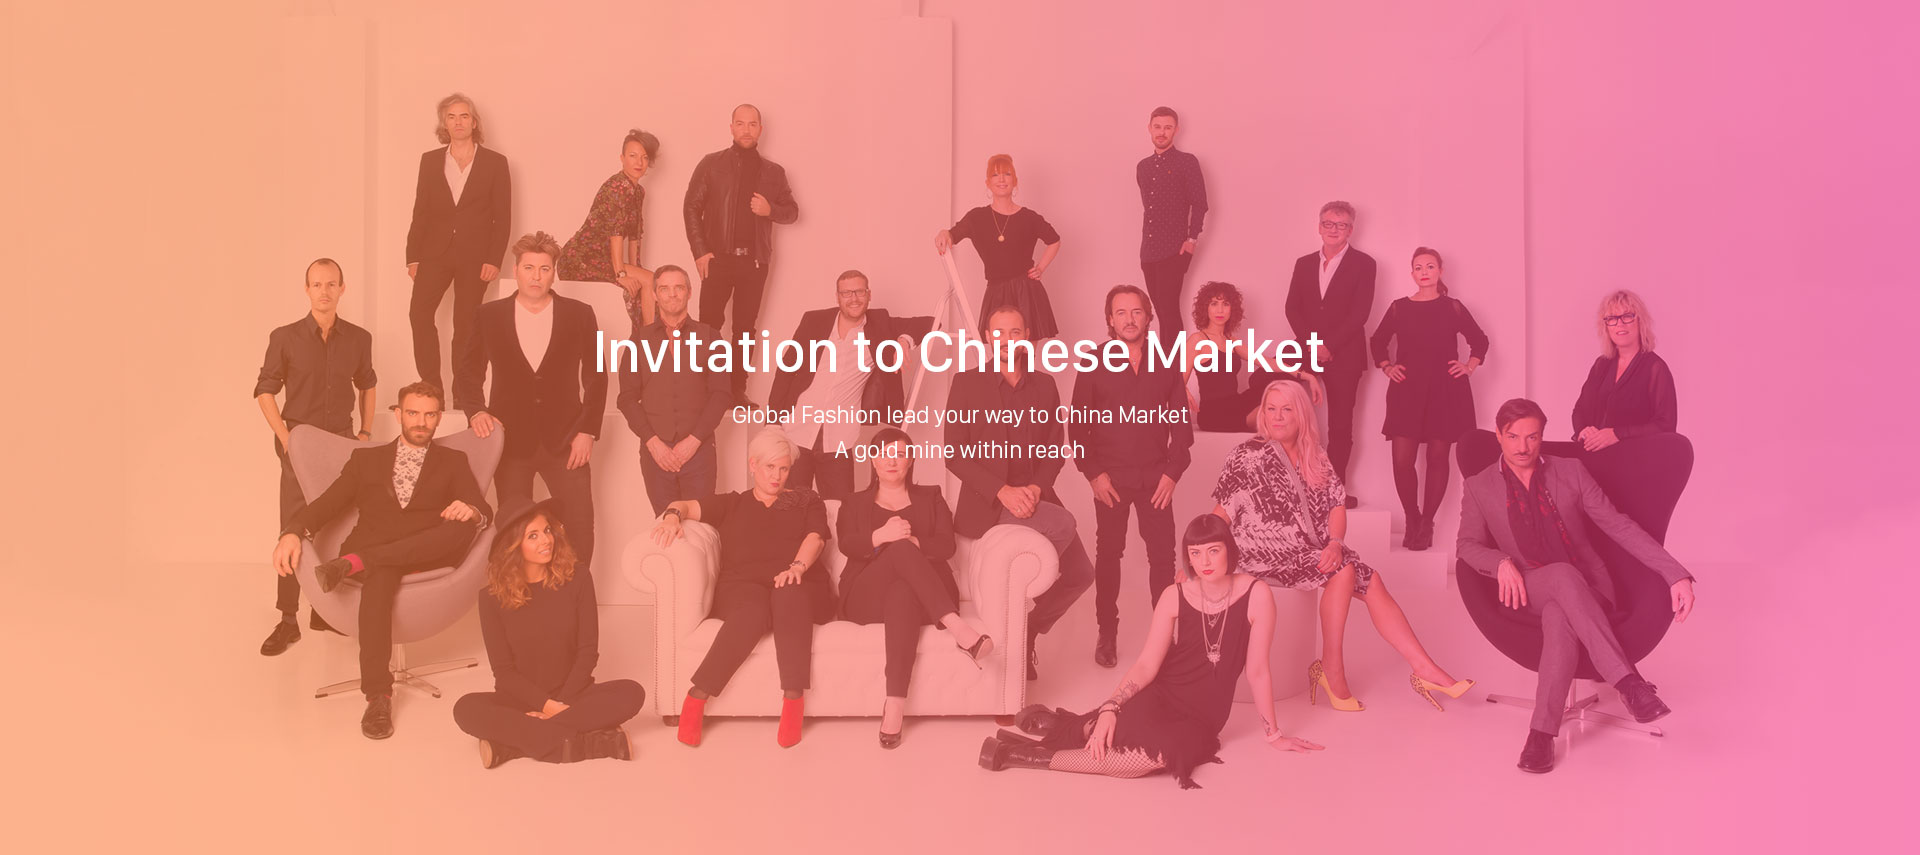 Invitation to Chinese Market
Global Fashion lead your way to China Market
A gold mine within reach